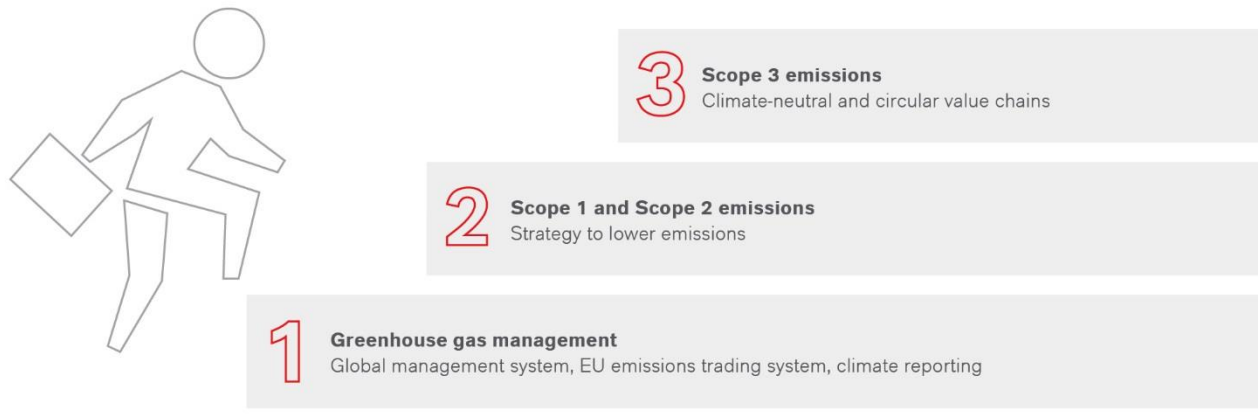 3
Scope 3 emissions
Climate-neutral and circular value chains
2
Scope 1 and Scope 2 emissions
Strategy to lower emissions
1
Greenhouse gas management
Global management system, EU emissions trading system, climate reporting